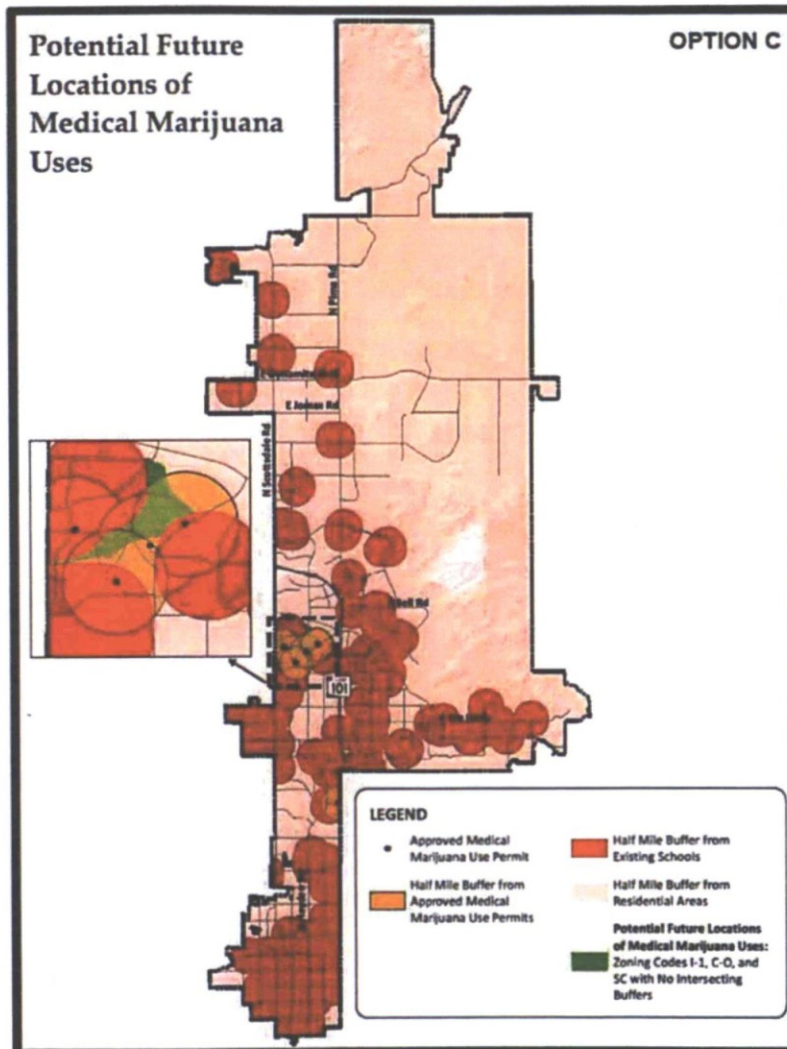 Potential Future
Locations of
Medical Marijuana
Uses
OPTION C
N Pima Rd
E Jomax Rd
N Scottsdale Rd
Bell Rd
101
LEGEND
Approved Medical
Marijuana Use Permit
Half Mile Buffer from
Approved Medical
Marijuana Use Permits
Half Mile Buffer from
Existing Schools
Half Mile Buffer from
Residential Areas
Potential Future Locations
of Medical Marijuana Uses:
Zoning Codes I-1, C-O, and
SC with No Intersecting
Buffers